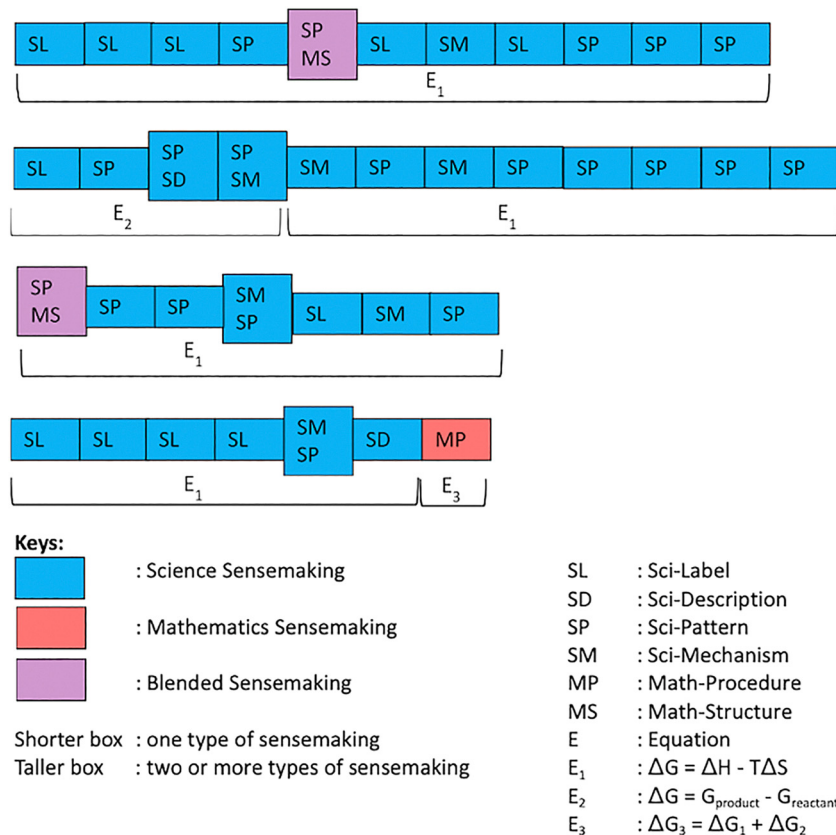 SL SL SL SP SP MS SL SM SL SP SP SP
E₁
SL SP SP SD SP SM SM SP SM SP SP SP SP SP
E₂ E₁
SP MS SP SP SM SP SL SM SP
E₁
SL SL SL SL SM SP SD MP
E₁ E₃
Keys:
: Science Sensemaking
: Mathematics Sensemaking
: Blended Sensemaking
Shorter box : one type of sensemaking
Taller box : two or more types of sensemaking
SL : Sci-Label
SD : Sci-Description
SP : Sci-Pattern
SM : Sci-Mechanism
MP : Math-Procedure
MS : Math-Structure
E : Equation
E₁ : ΔG = ΔH - TΔS
E₂ : ΔG = Gproduct - Greactant
E₃ : ΔG₃ = ΔG₁ + ΔG₂